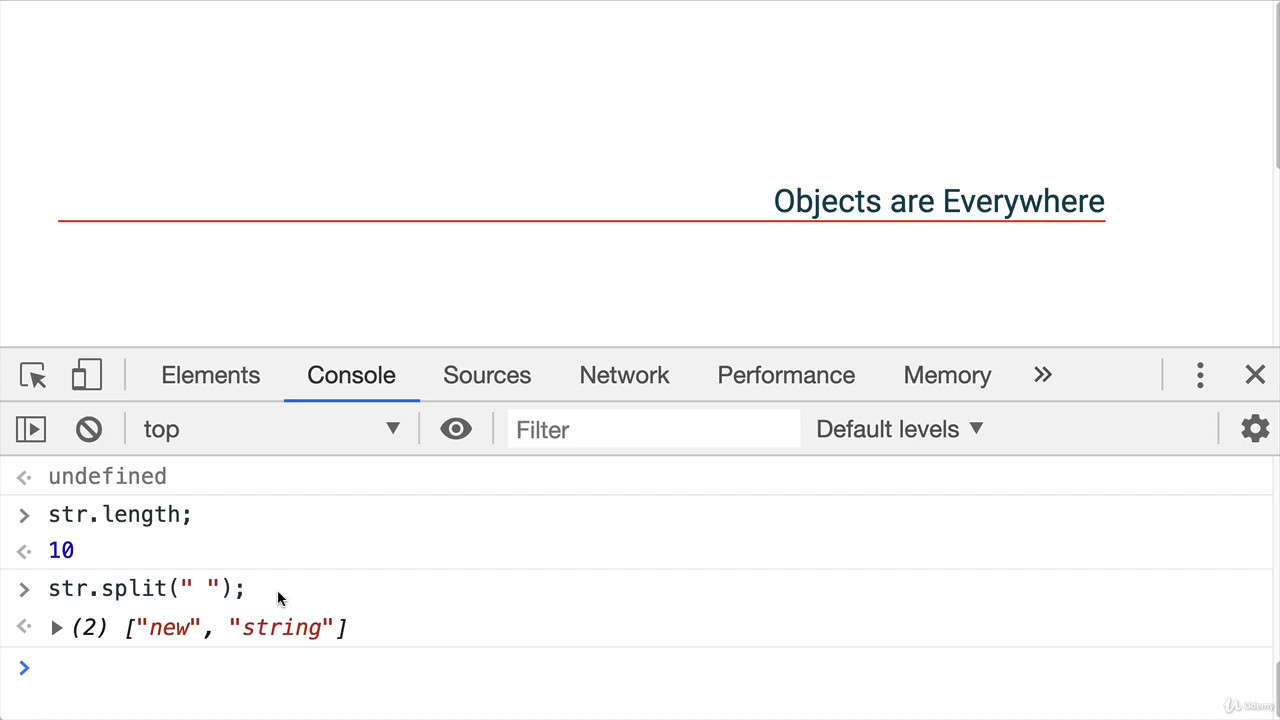 Objects are Everywhere
Elements Console Sources Network Performance Memory
top Filter Default levels
undefined
str.length;
10
str.split(" ");
(2) ["new", "string"]
Udemy